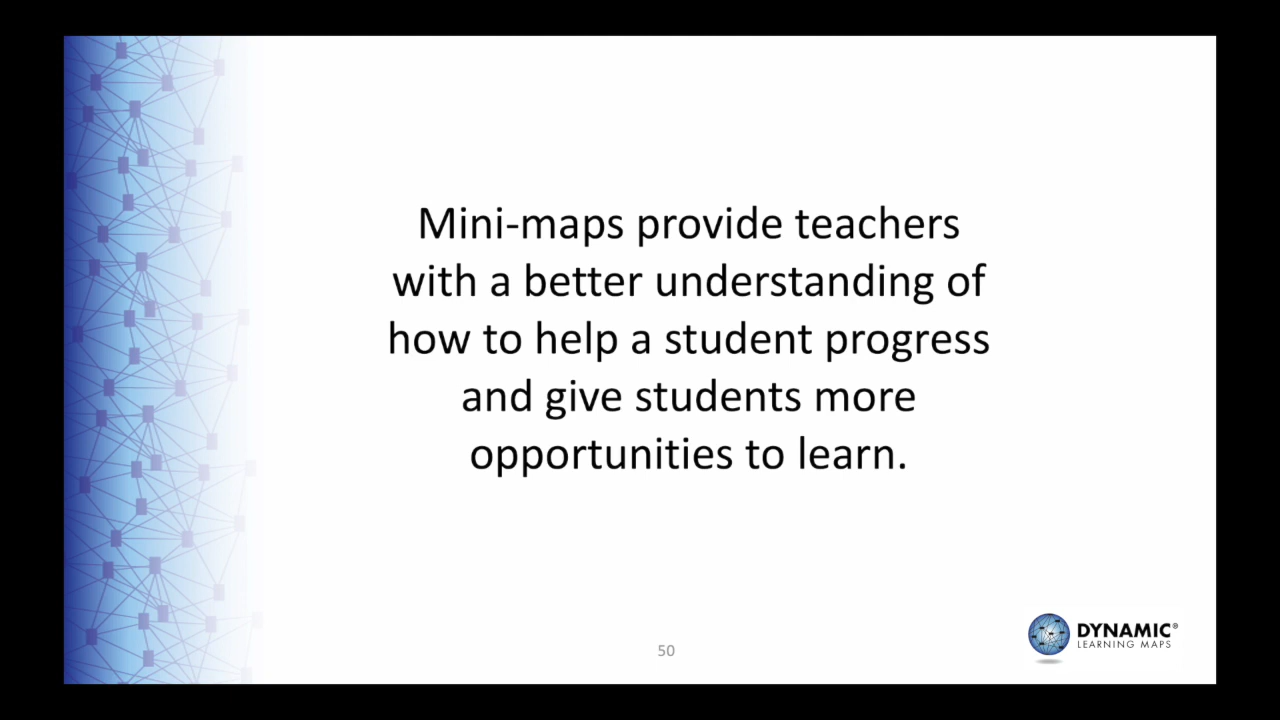 Mini-maps provide teachers
with a better understanding of
how to help a student progress
and give students more
opportunities to learn.
50
DYNAMIC®
LEARNING MAPS